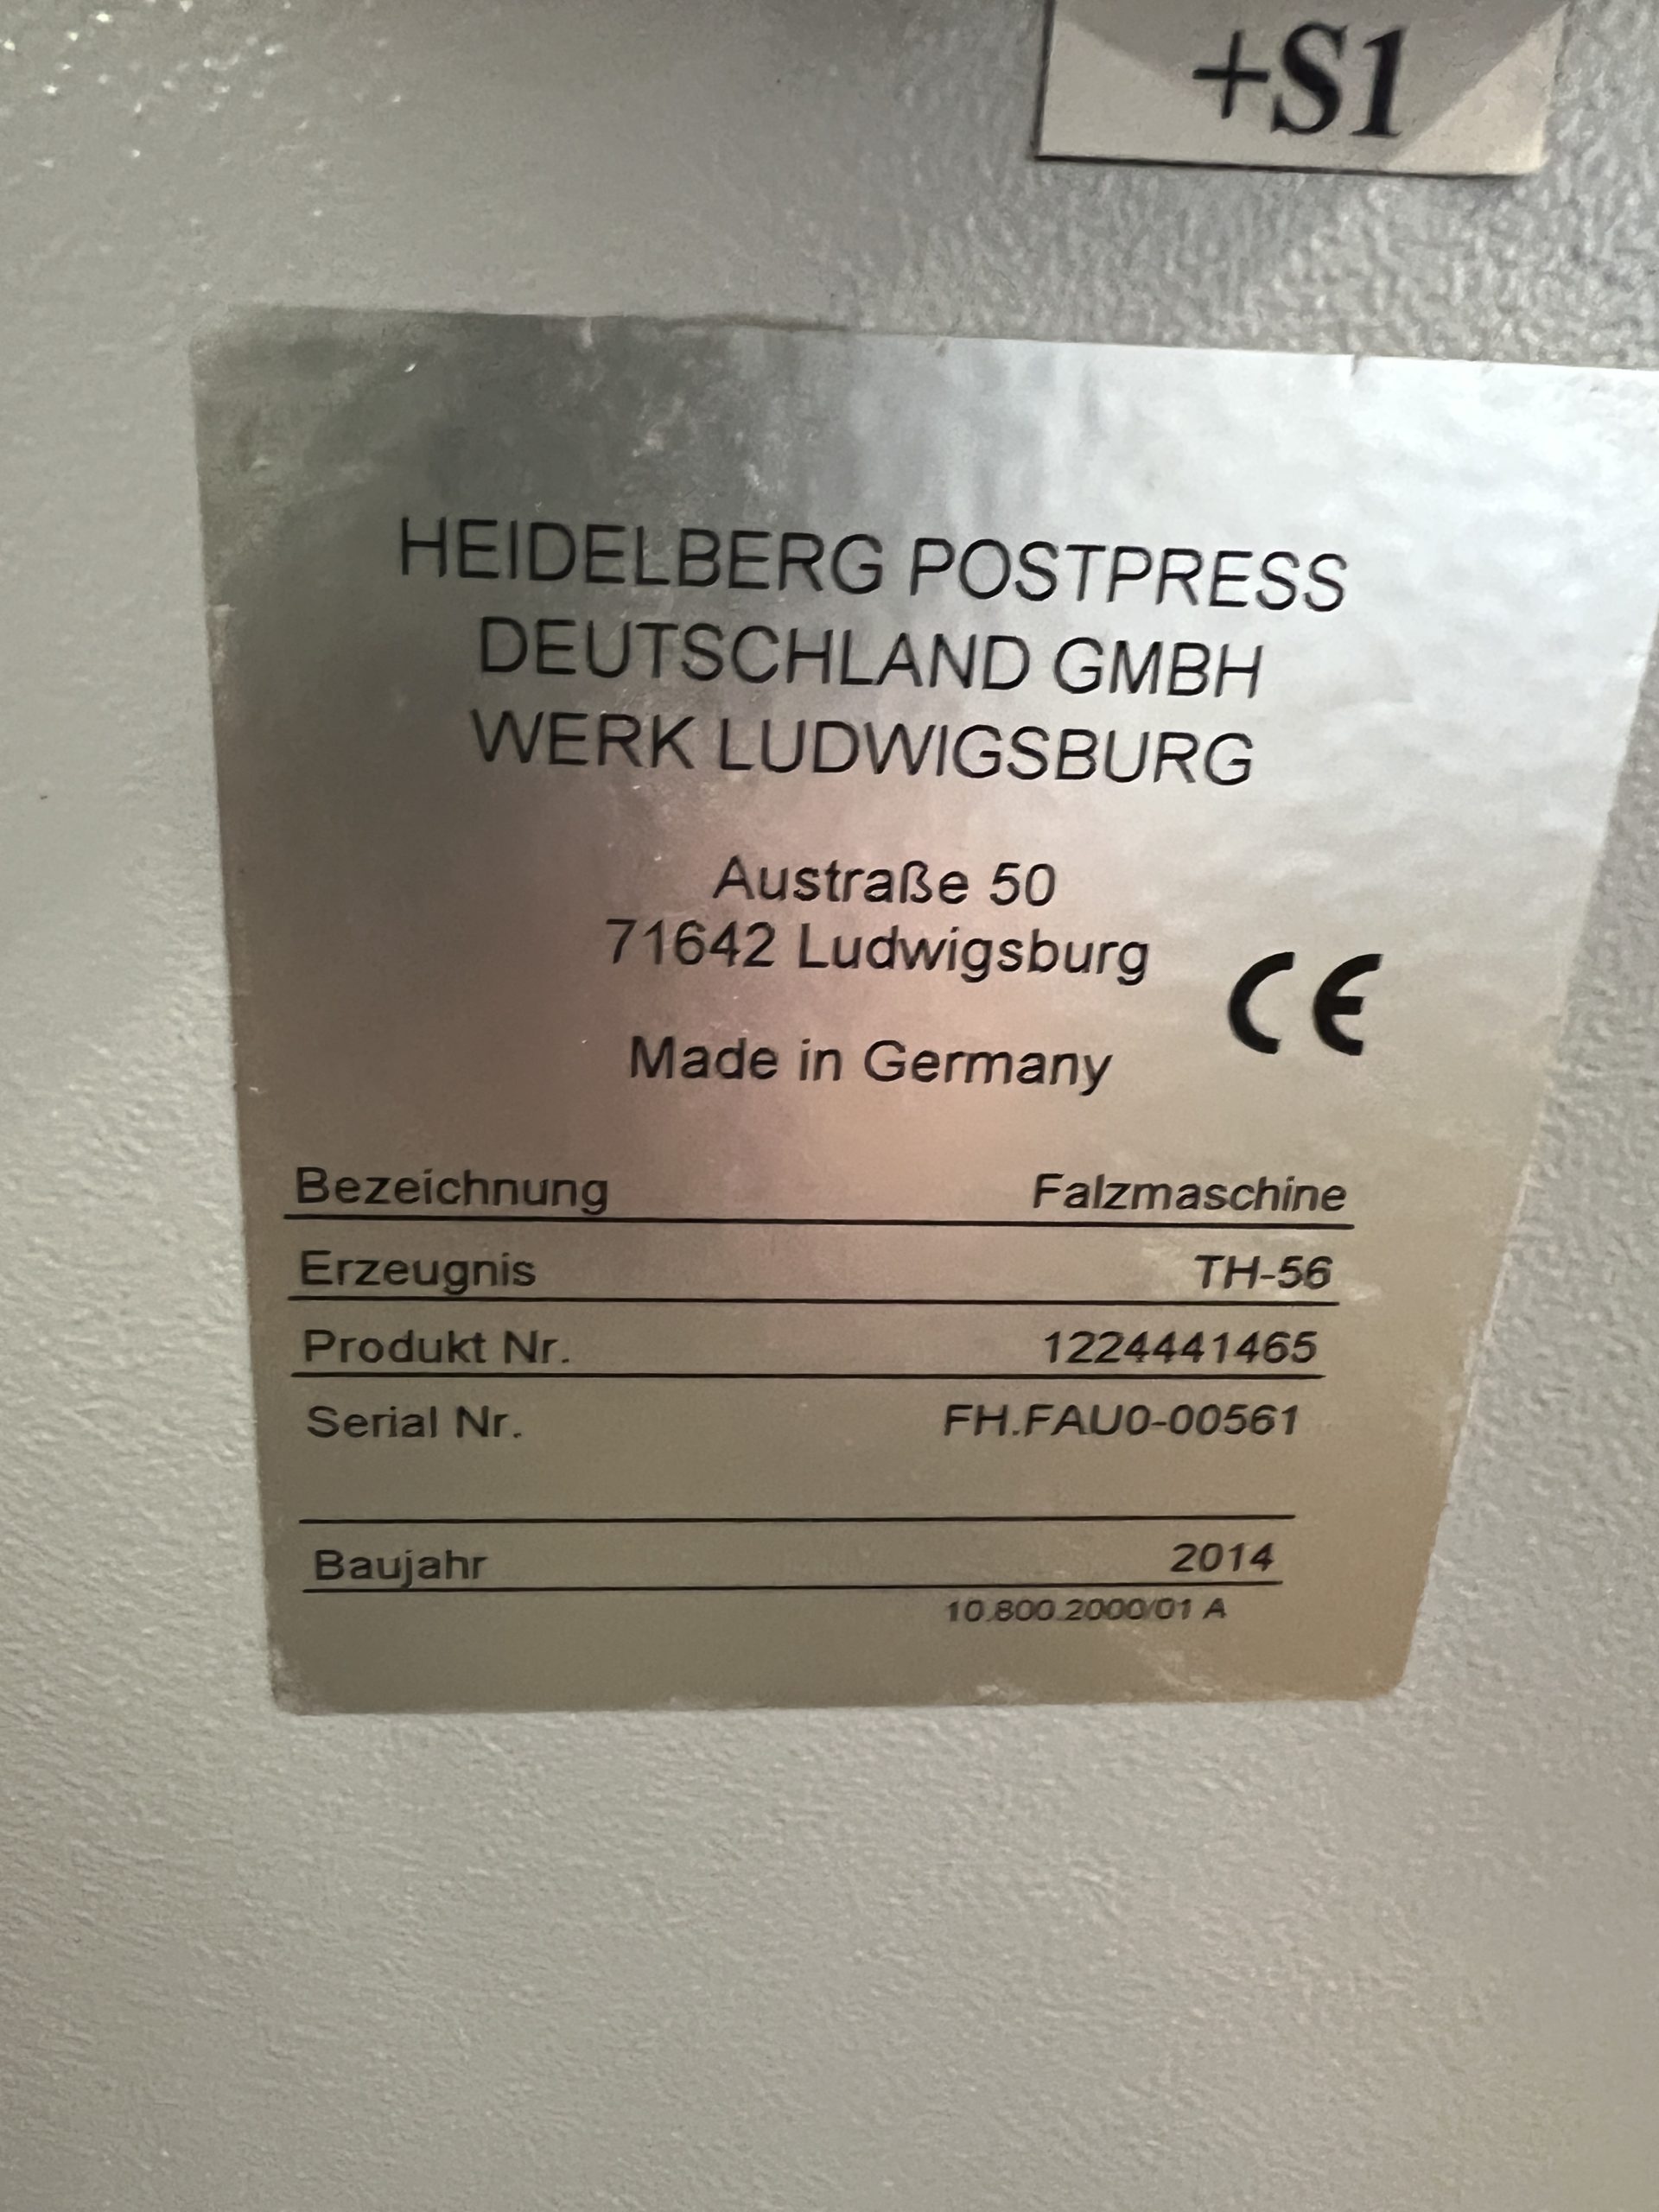 +S1
HEIDELBERG POSTPRESS
DEUTSCHLAND GMBH
WERK LUDWIGSBURG
Austraße 50
71642 Ludwigsburg
CE
Made in Germany
Bezeichnung Falzmaschine
Erzeugnis TH-56
Produkt Nr. 1224441465
Serial Nr. FH.FAU0-00561
Baujahr 2014
10.800.2000/01 A